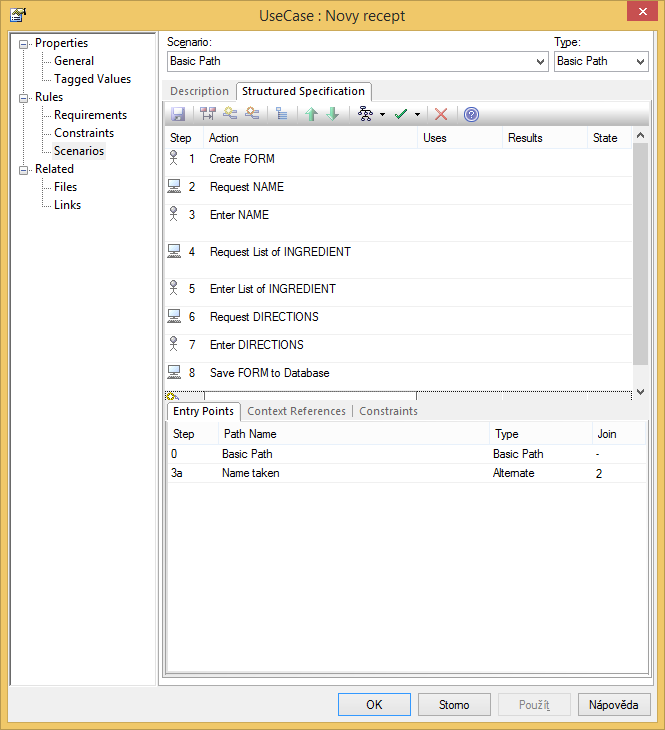 UseCase : Novy recept
Properties
General
Tagged Values
Rules
Requirements
Constraints
Scenarios
Related
Files
Links
Scenario: Type:
Basic Path Basic Path
Description Structured Specification
Step Action Uses Results State
1 Create FORM
2 Request NAME
3 Enter NAME
4 Request List of INGREDIENT
5 Enter List of INGREDIENT
6 Request DIRECTIONS
7 Enter DIRECTIONS
8 Save FORM to Database
Entry Points Context References Constraints
Step Path Name Type Join
0 Basic Path Basic Path -
3a Name taken Alternate 2
OK Storno Použít Nápověda